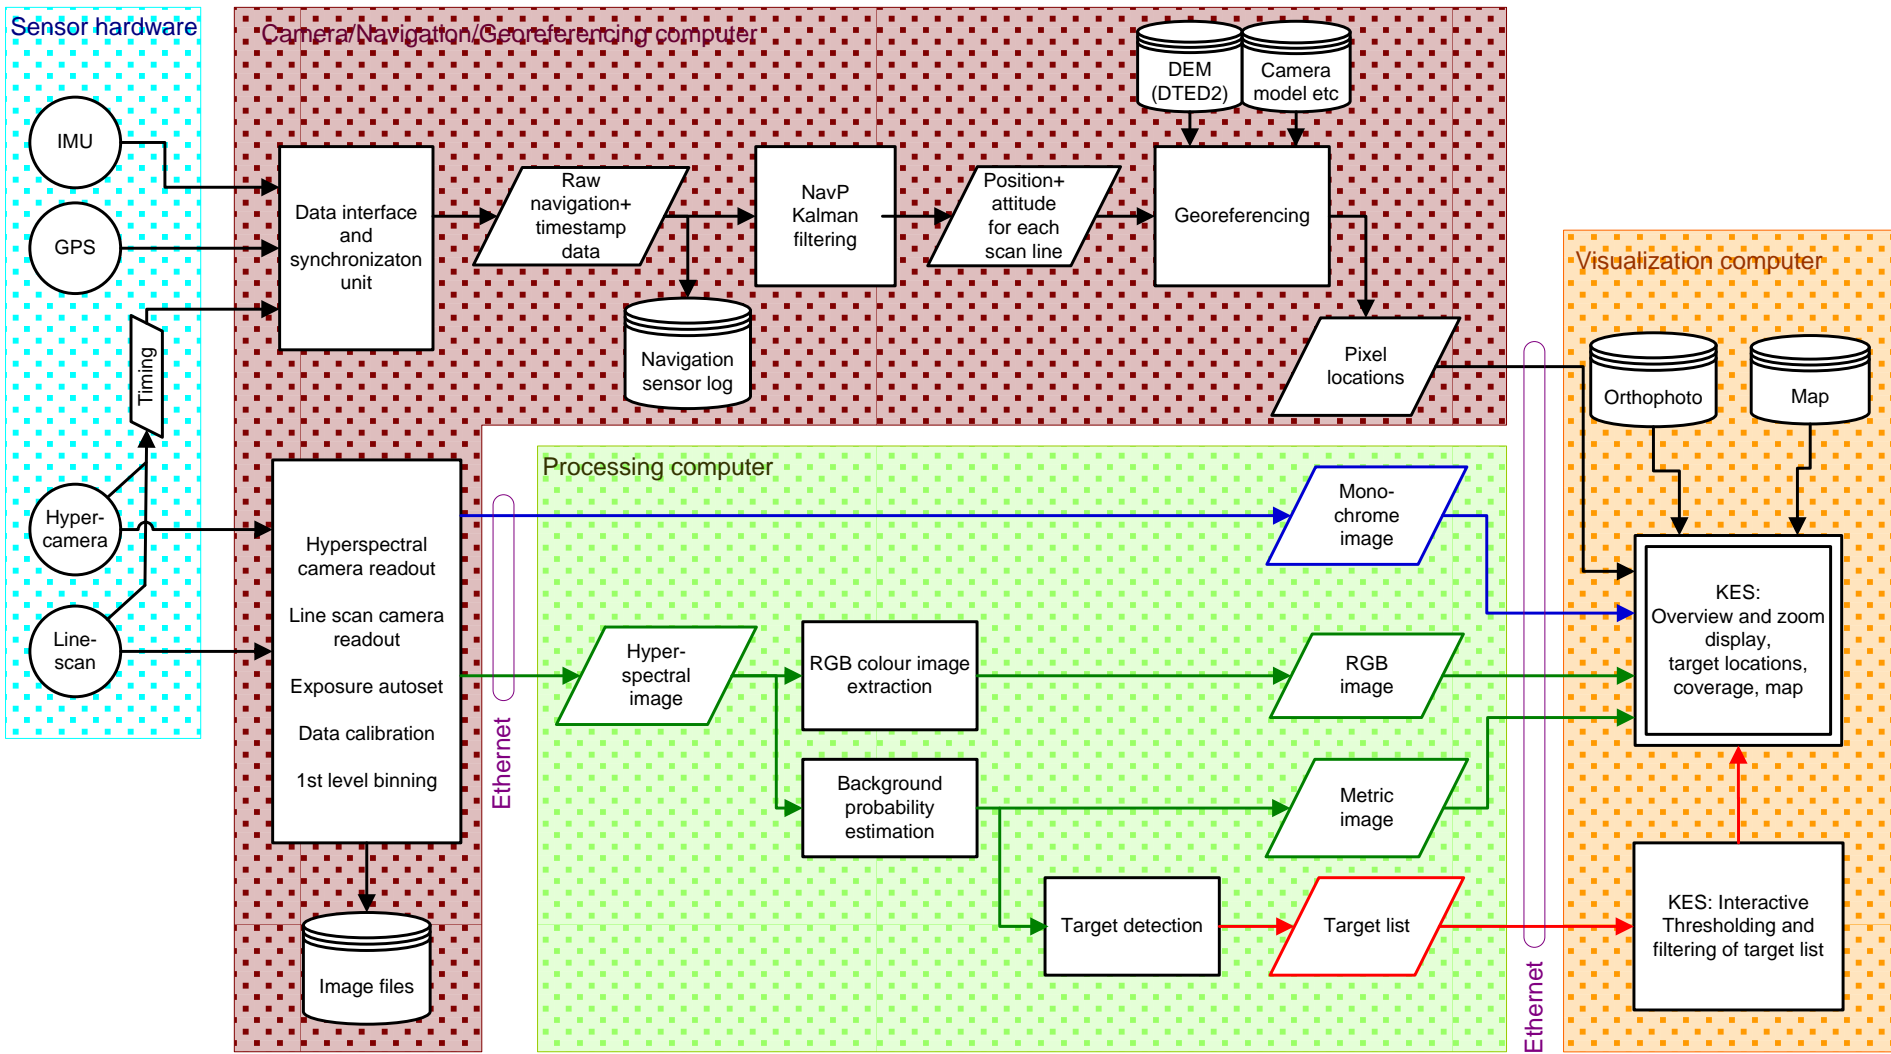 Sensor hardware
IMU
GPS
Timing
Hyper-
camera
Line-
scan
Camera/Navigation/Georeferencing computer
Data interface
and
synchronizaton
unit
Raw
navigation+
timestamp
data
Navigation
sensor log
NavP
Kalman
filtering
Position+
attitude
for each
scan line
DEM
(DTED2)
Camera
model etc
Georeferencing
Pixel
locations
Hyperspectral
camera readout
Line scan camera
readout
Exposure autoset
Data calibration
1st level binning
Image files
Ethernet
Processing computer
Hyper-
spectral
image
RGB colour image
extraction
Background
probability
estimation
Target detection
Mono-
chrome
image
RGB
image
Metric
image
Target list
Ethernet
Visualization computer
Orthophoto
Map
KES:
Overview and zoom
display,
target locations,
coverage, map
KES: Interactive
Thresholding and
filtering of target list